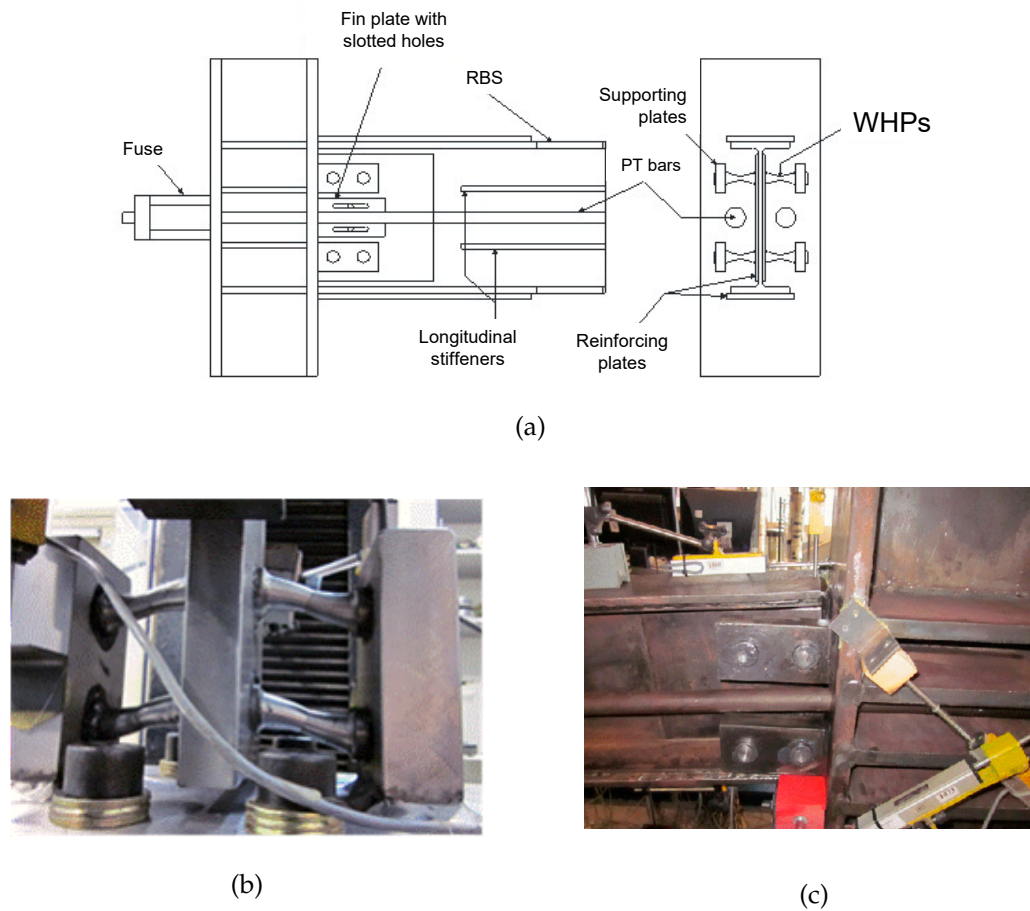 Fin plate with
slotted holes
RBS
Supporting
plates
WHPs
Fuse
PT bars
Longitudinal
stiffeners
Reinforcing
plates
(a)
(b)
(c)